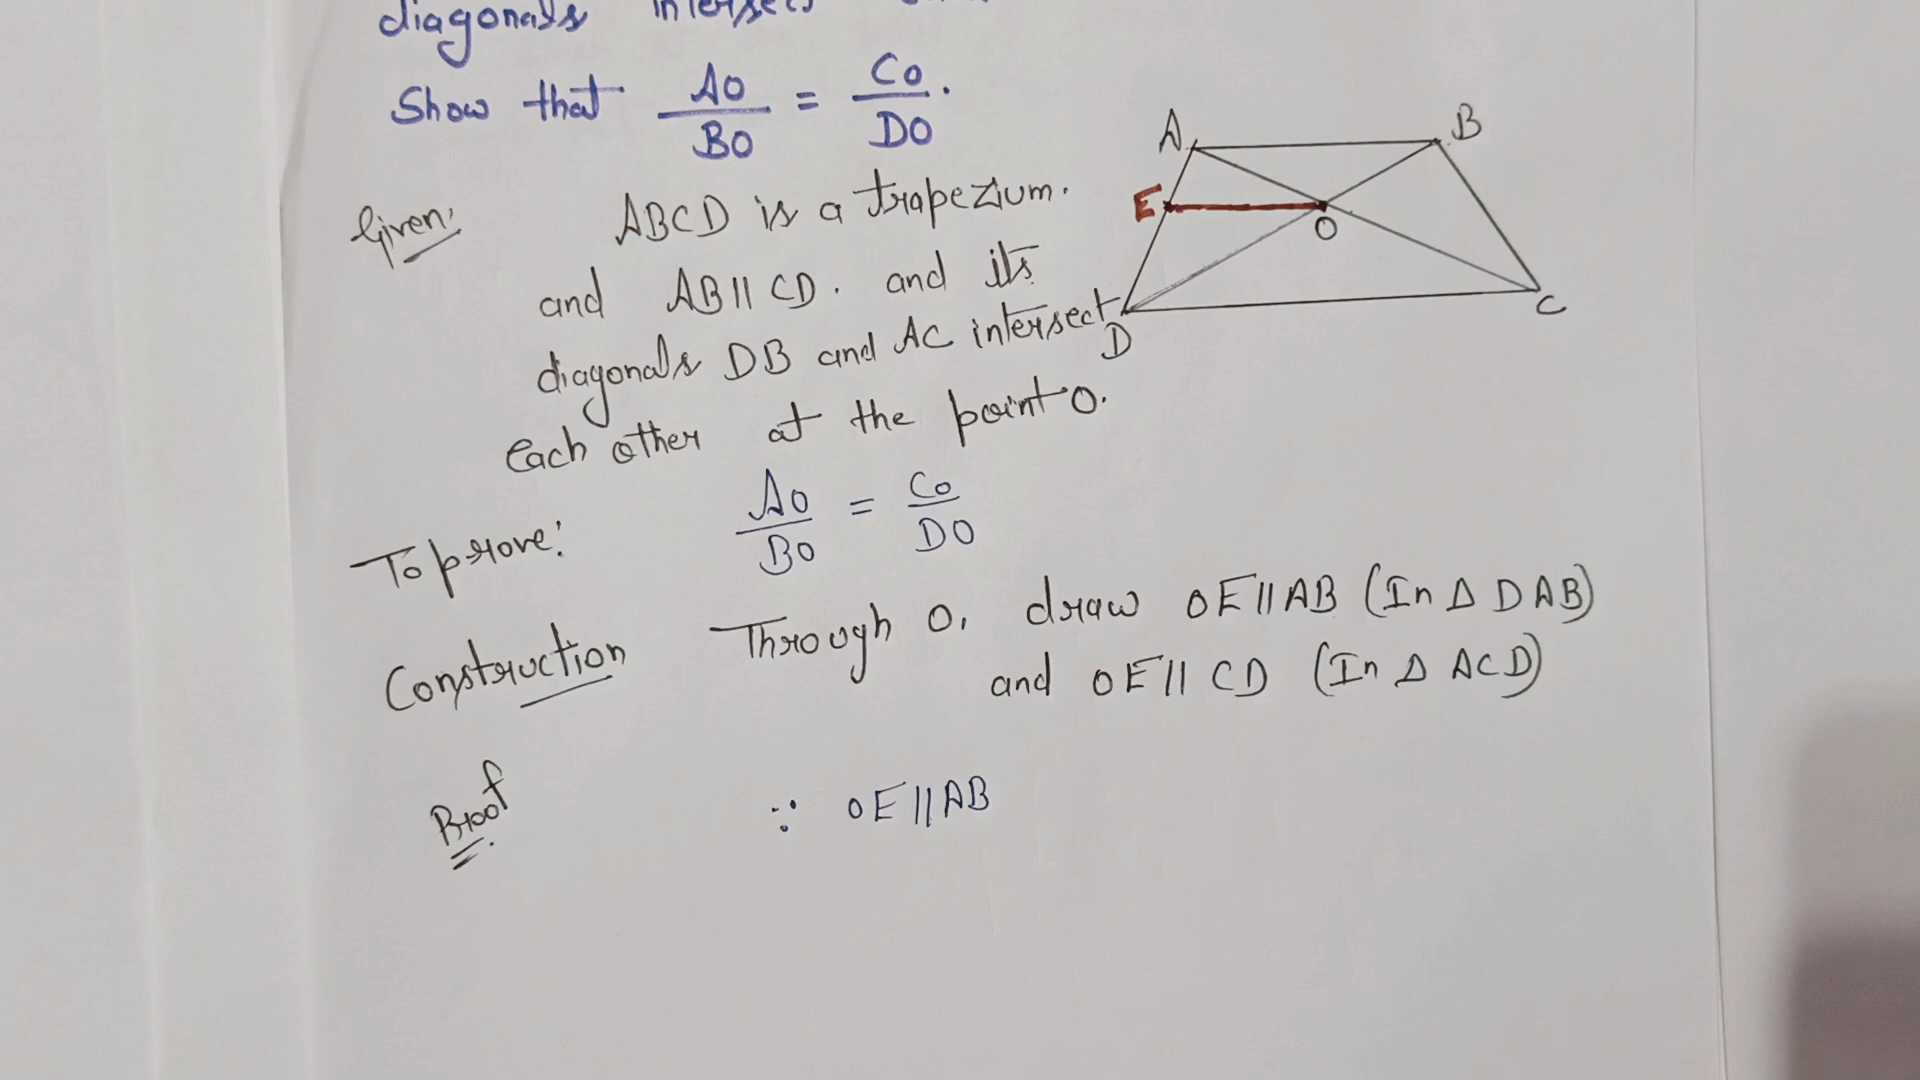 diagonals intersect
Show that AO/BO = CO/DO.
Given: ABCD is a trapezium.
and AB || CD. and its
diagonals DB and AC intersect
each other at the point O.
To prove: AO/BO = CO/DO
Construction Through O, draw OE || AB (In Δ DAB)
and OE || CD (In Δ ACD)
Proof ∵ OE || AB
A
B
E
O
D
C